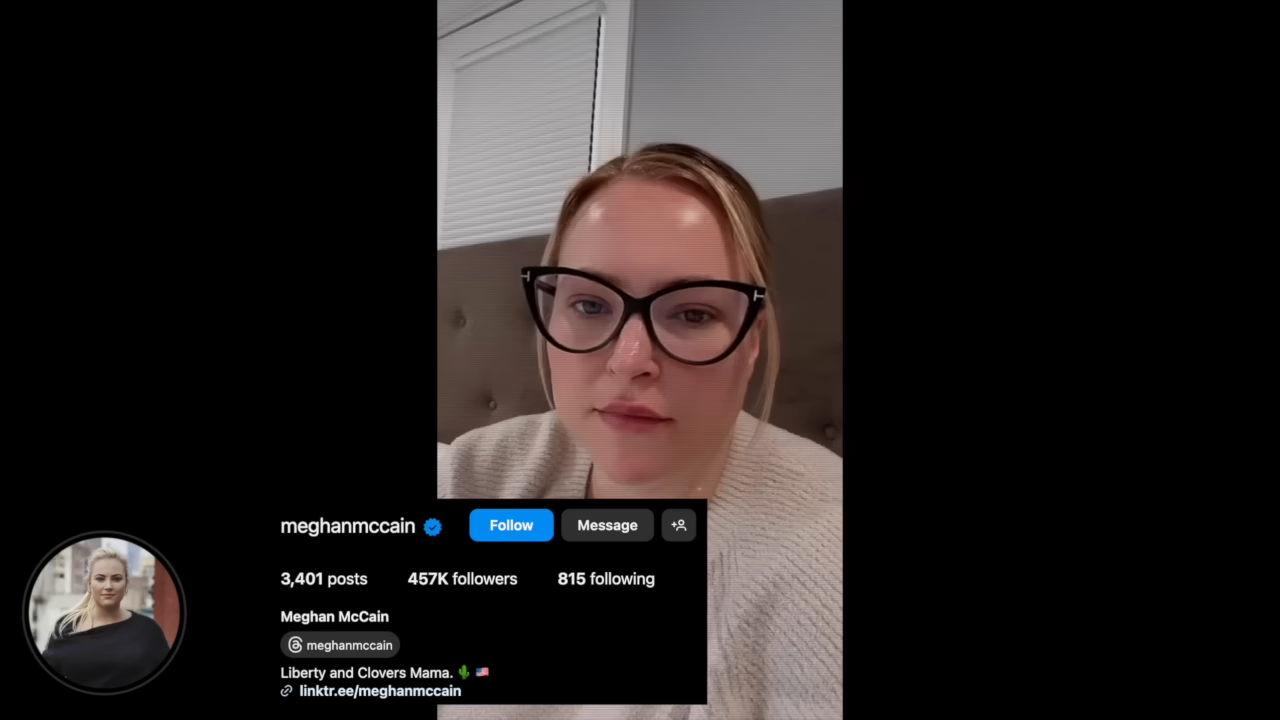 meghanmccain Follow Message
3,401 posts 457K followers 815 following
Meghan McCain
meghanmccain
Liberty and Clovers Mama. 🌵 🇺🇸
linktr.ee/meghanmccain